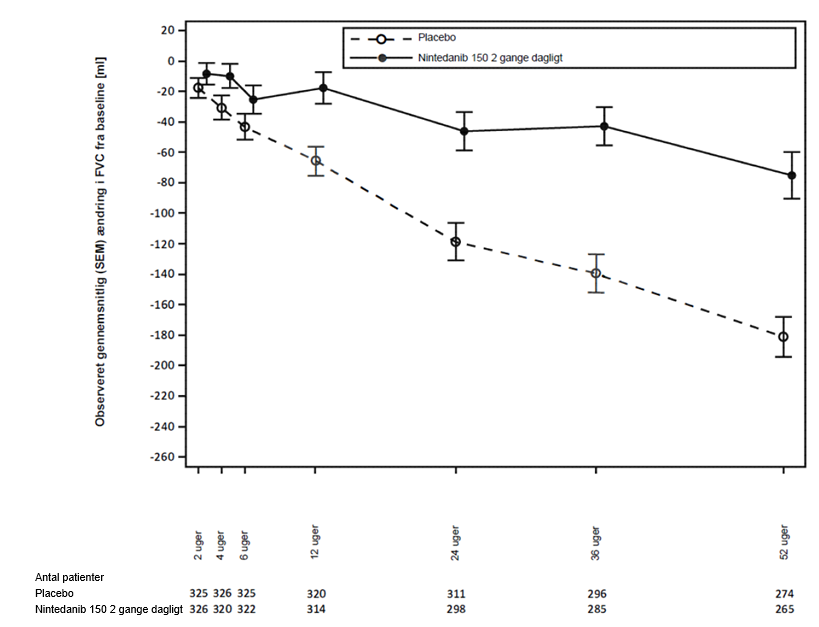 Placebo
Nintedanib 150 2 gange dagligt
Observeret gennemsnitlig (SEM) ændring i FVC fra baseline [ml]
20
0
-20
-40
-60
-80
-100
-120
-140
-160
-180
-200
-220
-240
-260
2 uger 4 uger 6 uger 12 uger 24 uger 36 uger 52 uger
Antal patienter
Placebo 325 326 325 320 311 296 274
Nintedanib 150 2 gange dagligt 326 320 322 314 298 285 265